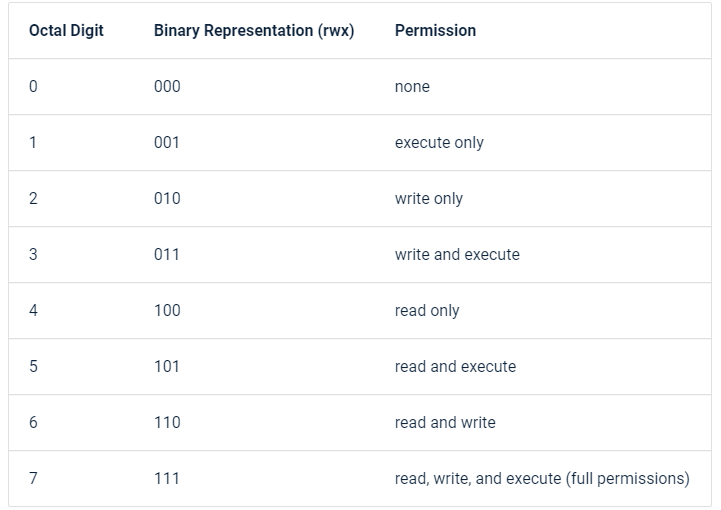 Octal Digit Binary Representation (rwx) Permission
0 000 none
1 001 execute only
2 010 write only
3 011 write and execute
4 100 read only
5 101 read and execute
6 110 read and write
7 111 read, write, and execute (full permissions)